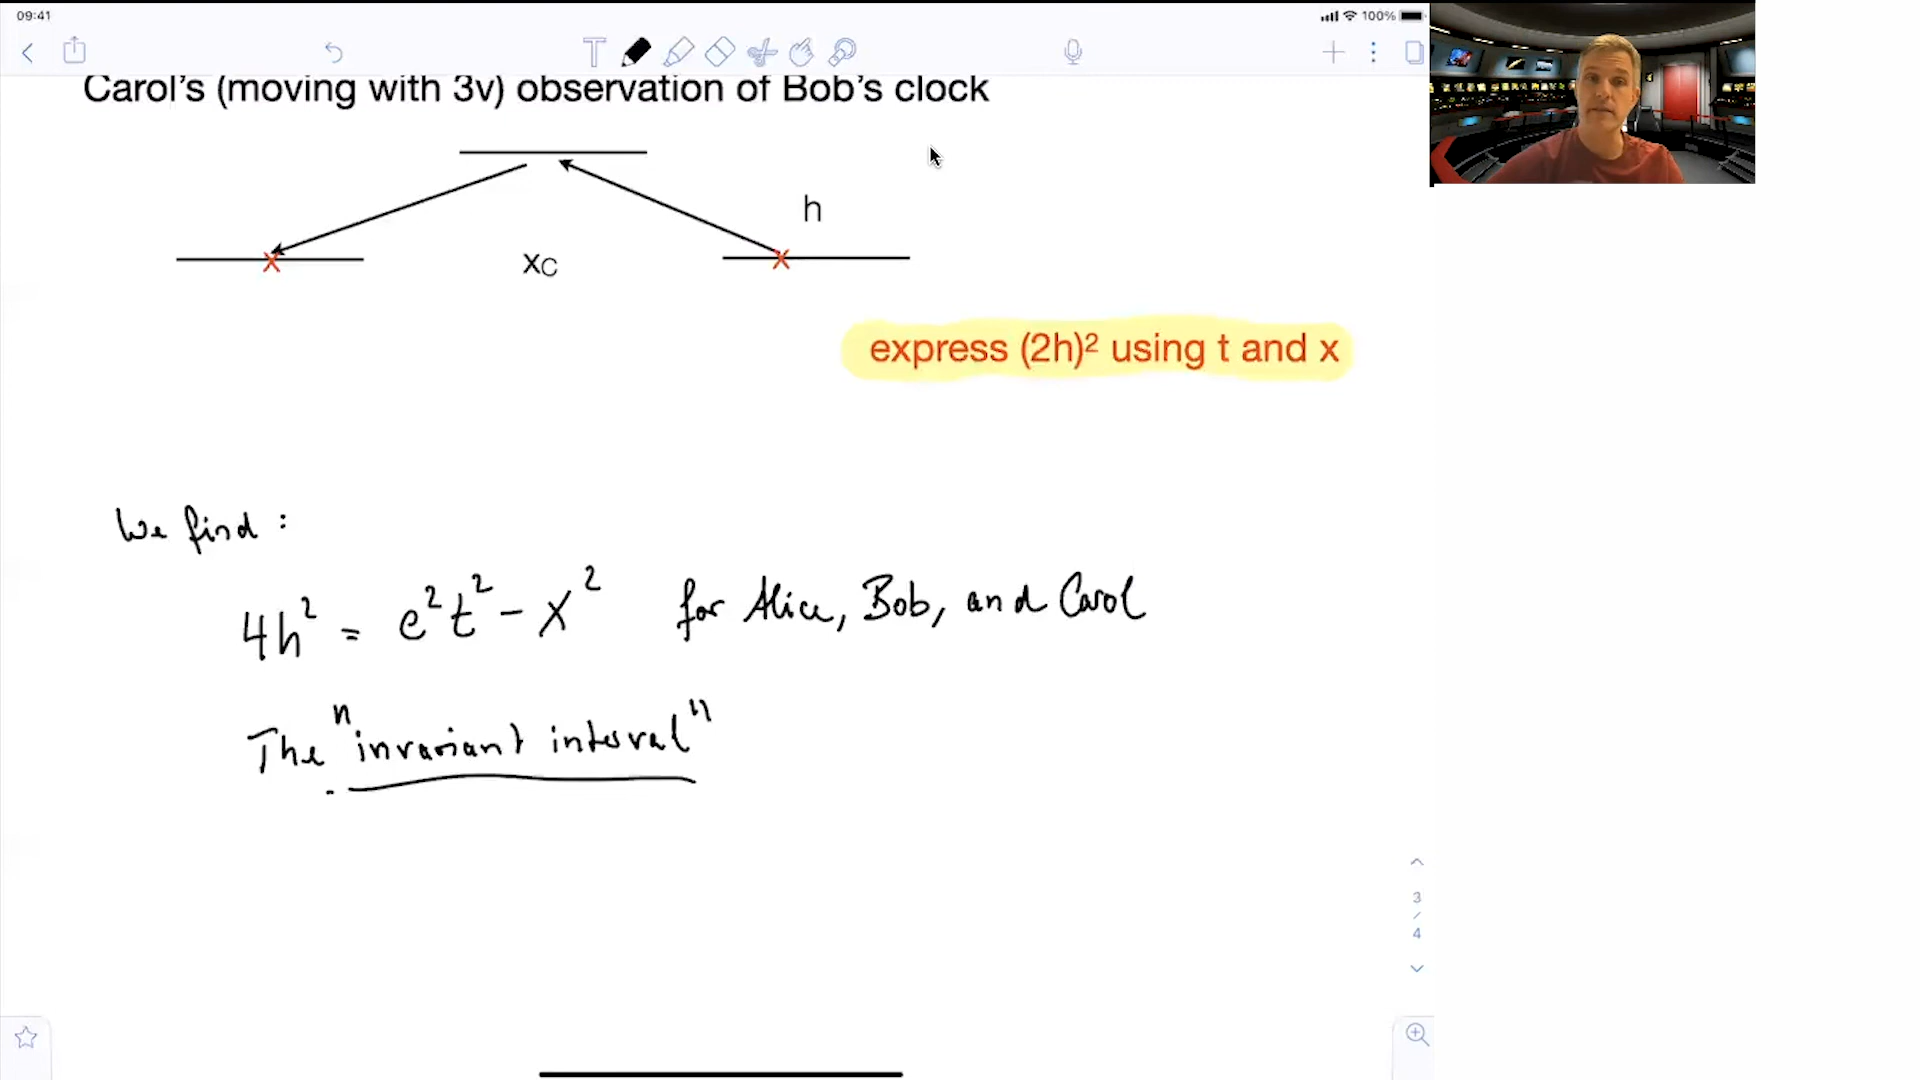 09:41
100%
Carol's (moving with 3v) observation of Bob's clock
h
x_C
express (2h)² using t and x
We find :
4h² = c²t² - x² for Alice, Bob, and Carol
The "invariant interval"
3
/
4